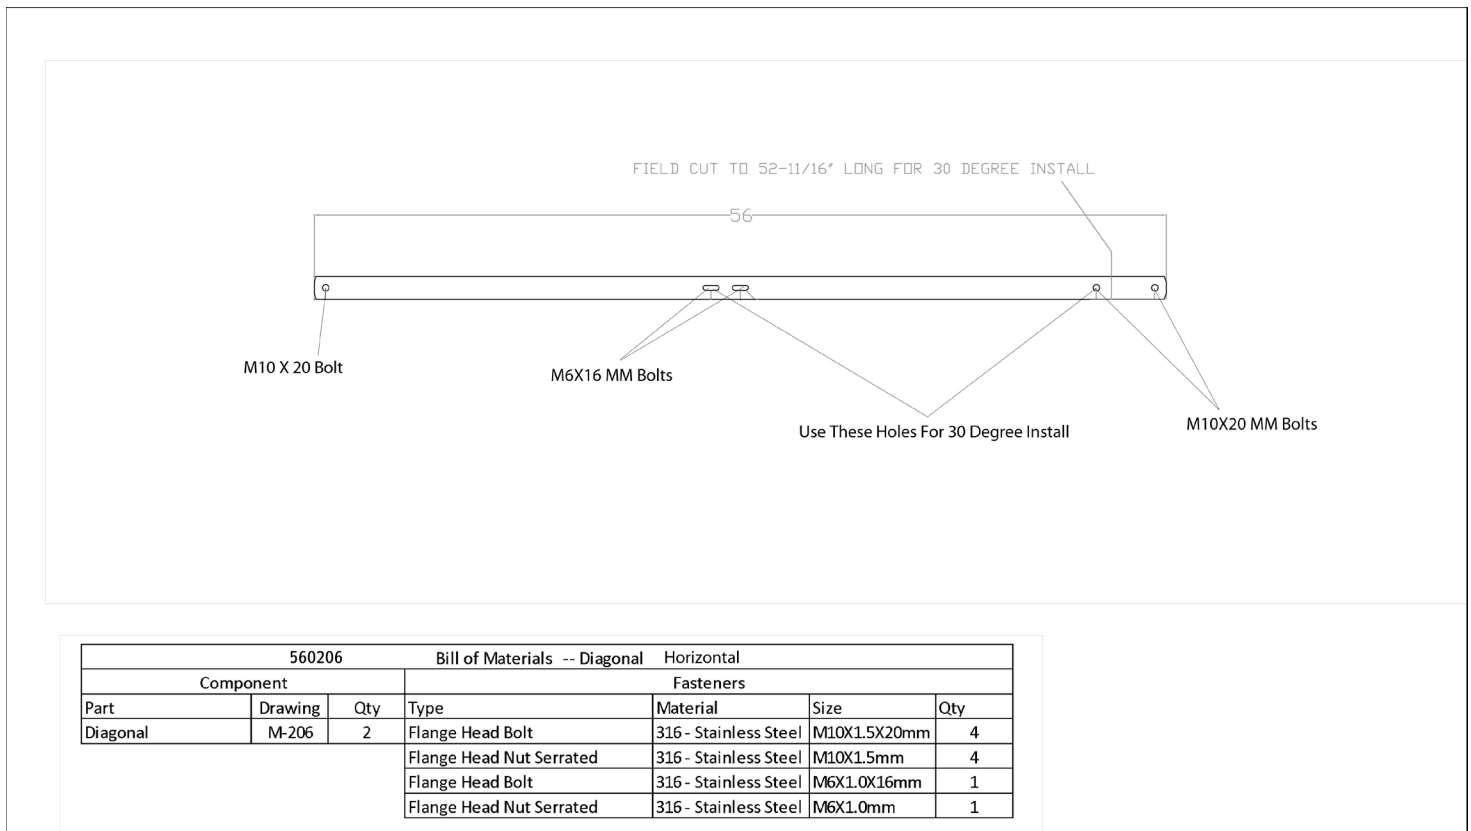 FIELD CUT TO 52-11/16" LONG FOR 30 DEGREE INSTALL
56
M10 X 20 Bolt
M6X16 MM Bolts
Use These Holes For 30 Degree Install
M10X20 MM Bolts
560206 Bill of Materials -- Diagonal Horizontal
Component Fasteners
Part Drawing Qty Type Material Size Qty
Diagonal M-206 2 Flange Head Bolt 316 - Stainless Steel M10X1.5X20mm 4
Flange Head Nut Serrated 316 - Stainless Steel M10X1.5mm 4
Flange Head Bolt 316 - Stainless Steel M6X1.0X16mm 1
Flange Head Nut Serrated 316 - Stainless Steel M6X1.0mm 1